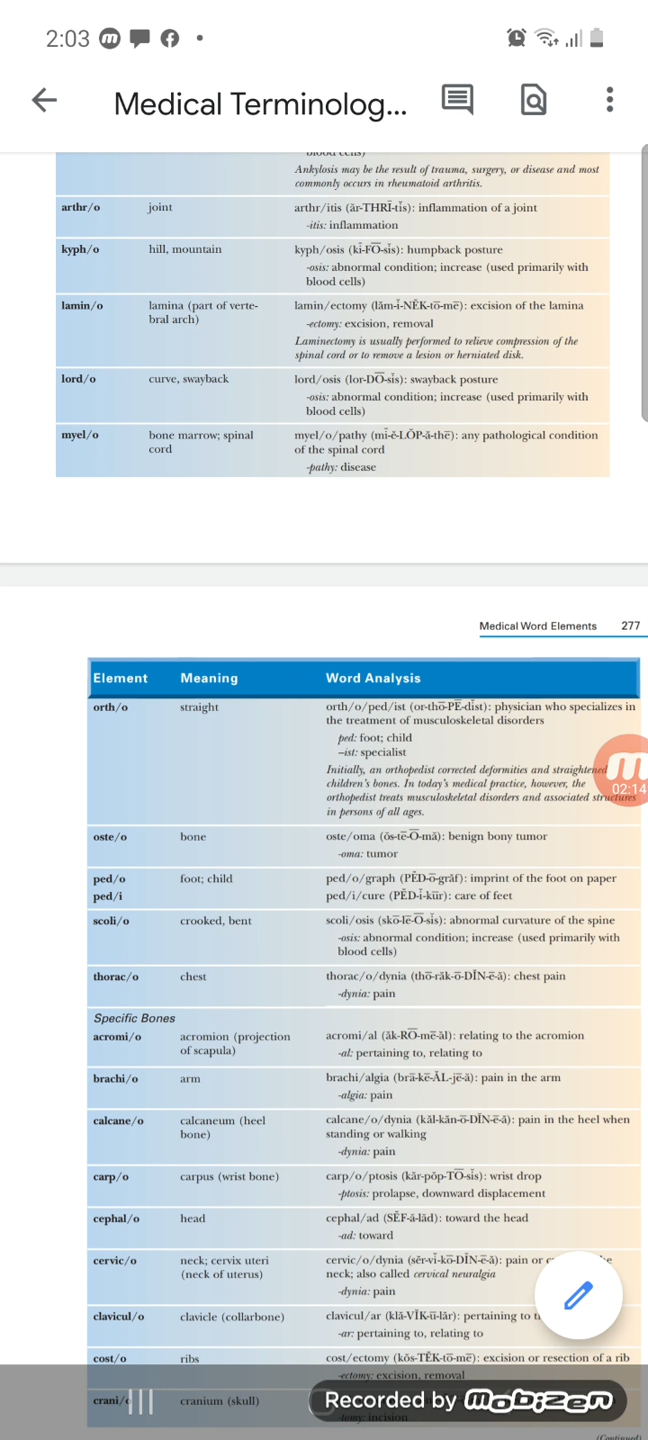 2:03
Medical Terminolog...
blood cells)
Ankylosis may be the result of trauma, surgery, or disease and most
commonly occurs in rheumatoid arthritis.
arthr/o joint arthr/itis (ăr-THRĪ-tĭs): inflammation of a joint
-itis: inflammation
kyph/o hill, mountain kyph/osis (kī-FŌ-sĭs): humpback posture
-osis: abnormal condition; increase (used primarily with
blood cells)
lamin/o lamina (part of verte- lamin/ectomy (lăm-ĭ-NĔK-tō-mē): excision of the lamina
bral arch) -ectomy: excision, removal
Laminectomy is usually performed to relieve compression of the
spinal cord or to remove a lesion or herniated disk.
lord/o curve, swayback lord/osis (lor-DŌ-sĭs): swayback posture
-osis: abnormal condition; increase (used primarily with
blood cells)
myel/o bone marrow; spinal myel/o/pathy (mī-ĕ-LŎP-ă-thē): any pathological condition
cord of the spinal cord
-pathy: disease
Medical Word Elements 277
Element Meaning Word Analysis
orth/o straight orth/o/ped/ist (or-thō-PĒ-dĭst): physician who specializes in
the treatment of musculoskeletal disorders
ped: foot; child
–ist: specialist
Initially, an orthopedist corrected deformities and straightened
children's bones. In today's medical practice, however, the
orthopedist treats musculoskeletal disorders and associated structures
in persons of all ages.
02:14
oste/o bone oste/oma (ŏs-tē-Ō-mă): benign bony tumor
-oma: tumor
ped/o foot; child ped/o/graph (PĔD-ō-grăf): imprint of the foot on paper
ped/i ped/i/cure (PĔD-ĭ-kūr): care of feet
scoli/o crooked, bent scoli/osis (skō-lē-Ō-sĭs): abnormal curvature of the spine
-osis: abnormal condition; increase (used primarily with
blood cells)
thorac/o chest thorac/o/dynia (thō-răk-ō-DĬN-ē-ă): chest pain
-dynia: pain
Specific Bones
acromi/o acromion (projection acromi/al (ăk-RŌ-mē-ăl): relating to the acromion
of scapula) -al: pertaining to, relating to
brachi/o arm brachi/algia (brā-kē-ĂL-jē-ă): pain in the arm
-algia: pain
calcane/o calcaneum (heel calcane/o/dynia (kăl-kăn-ō-DĬN-ē-ă): pain in the heel when
bone) standing or walking
-dynia: pain
carp/o carpus (wrist bone) carp/o/ptosis (kăr-pŏp-TŌ-sĭs): wrist drop
-ptosis: prolapse, downward displacement
cephal/o head cephal/ad (SĔF-ă-lăd): toward the head
-ad: toward
cervic/o neck; cervix uteri cervic/o/dynia (sĕr-vĭ-kō-DĬN-ē-ă): pain or
(neck of uterus) neck; also called cervical neuralgia
-dynia: pain
clavicul/o clavicle (collarbone) clavicul/ar (klă-VĬK-ū-lăr): pertaining to
-ar: pertaining to, relating to
cost/o ribs cost/ectomy (kŏs-TĔK-tō-mē): excision or resection of a rib
-ectomy: excision, removal
crani/o cranium (skull)
Recorded by mobizen
-tomy: incision
(Continued)